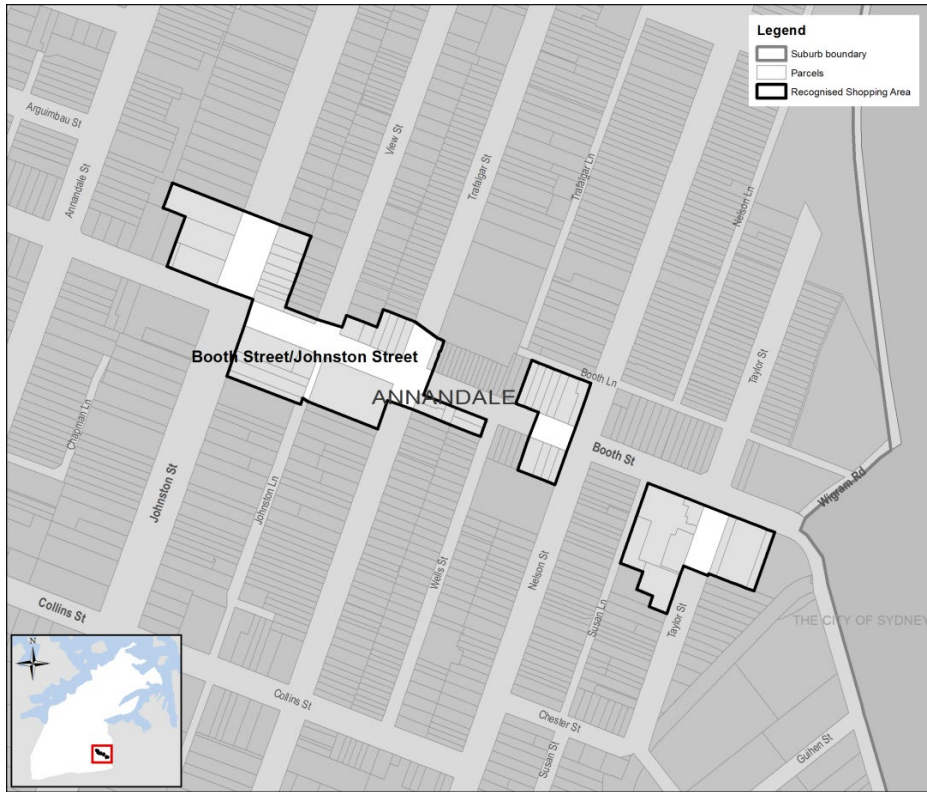 Legend
Suburb boundary
Parcels
Recognised Shopping Area
Arguimbau St
Annandale St
View St
Trafalgar St
Trafalgar Ln
Nelson Ln
Booth Street/Johnston Street
ANNANDALE
Booth Ln
Taylor St
Booth St
Wigram Rd
Chapman Ln
Johnston St
Johnston Ln
Wells St
Nelson St
Susan Ln
Taylor St
THE CITY OF SYDNEY
Collins St
Collins St
Chester St
Susan St
Guihen St
N